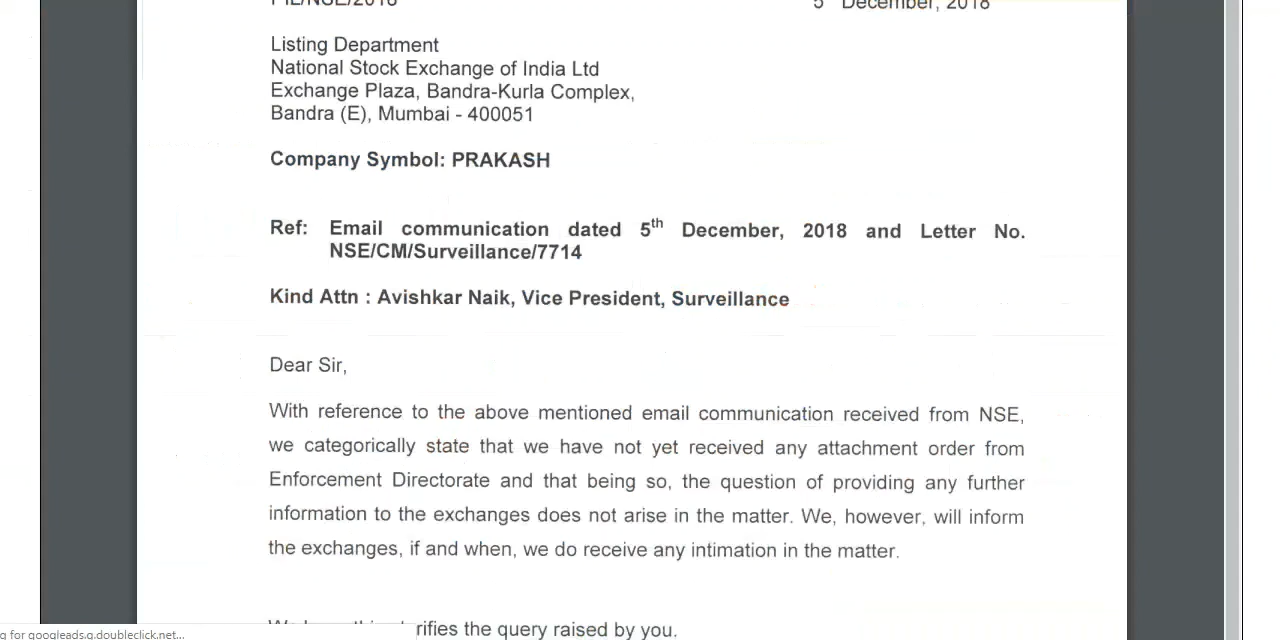 5th December, 2018
Listing Department
National Stock Exchange of India Ltd
Exchange Plaza, Bandra-Kurla Complex,
Bandra (E), Mumbai - 400051
Company Symbol: PRAKASH
Ref: Email communication dated 5th December, 2018 and Letter No.
NSE/CM/Surveillance/7714
Kind Attn : Avishkar Naik, Vice President, Surveillance
Dear Sir,
With reference to the above mentioned email communication received from NSE,
we categorically state that we have not yet received any attachment order from
Enforcement Directorate and that being so, the question of providing any further
information to the exchanges does not arise in the matter. We, however, will inform
the exchanges, if and when, we do receive any intimation in the matter.
rifies the query raised by you.
g for googleads.g.doubleclick.net...